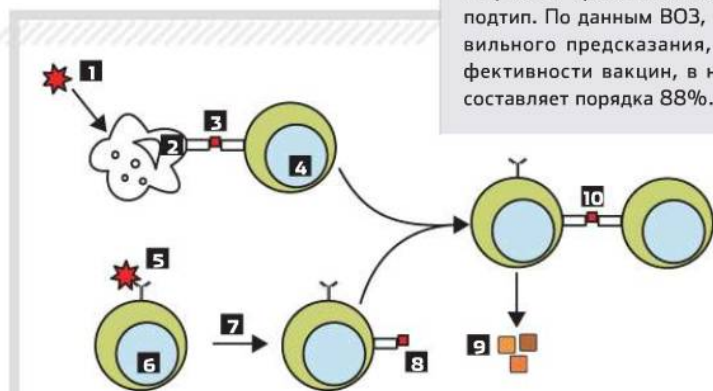 подтип. По данным ВОЗ,
вильного предсказания,
фективности вакцин, в н
составляет порядка 88%.
1
2
3
4
5
6
7
8
9
10